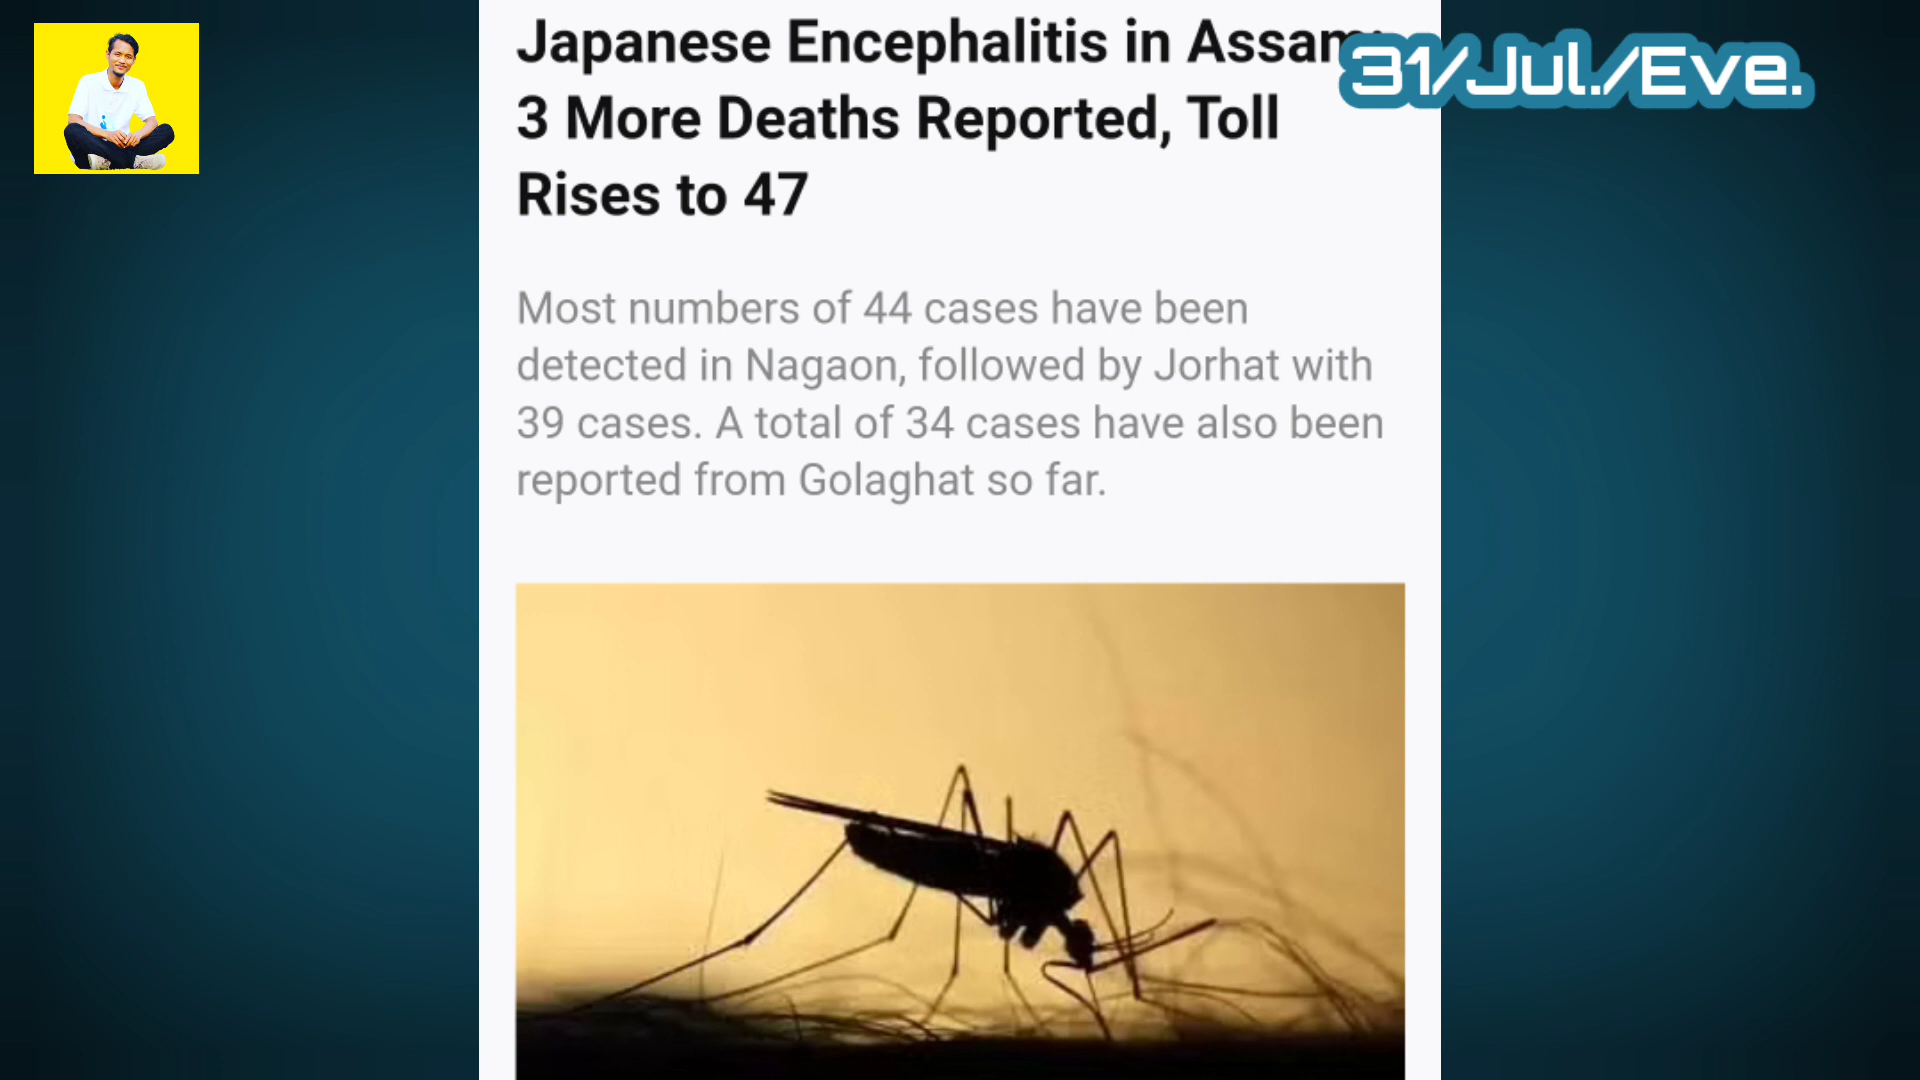 Japanese Encephalitis in Assam:
3 More Deaths Reported, Toll
Rises to 47
31/Jul./Eve.
Most numbers of 44 cases have been
detected in Nagaon, followed by Jorhat with
39 cases. A total of 34 cases have also been
reported from Golaghat so far.